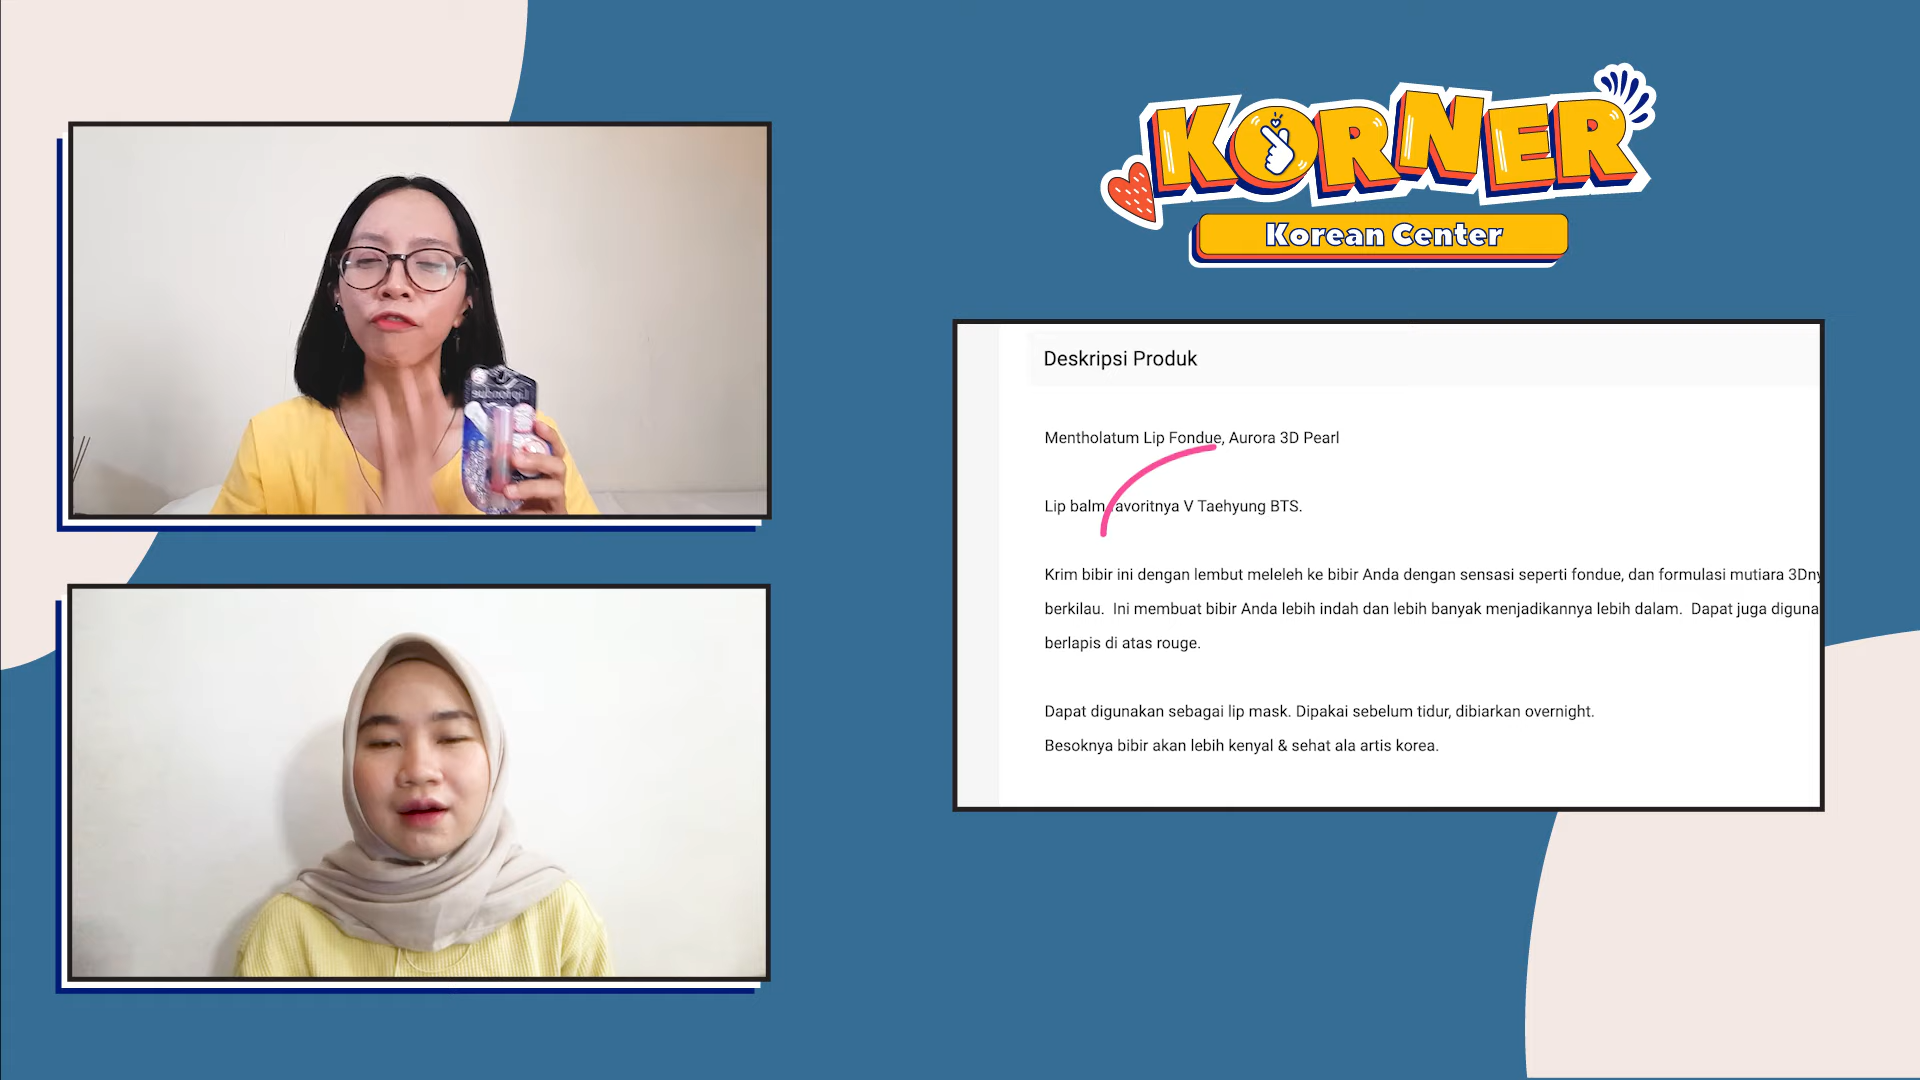 KORNER
Korean Center
Deskripsi Produk
Mentholatum Lip Fondue, Aurora 3D Pearl
Lip balm favoritnya V Taehyung BTS.
Krim bibir ini dengan lembut meleleh ke bibir Anda dengan sensasi seperti fondue, dan formulasi mutiara 3Dny
berkilau. Ini membuat bibir Anda lebih indah dan lebih banyak menjadikannya lebih dalam. Dapat juga diguna
berlapis di atas rouge.
Dapat digunakan sebagai lip mask. Dipakai sebelum tidur, dibiarkan overnight.
Besoknya bibir akan lebih kenyal & sehat ala artis korea.